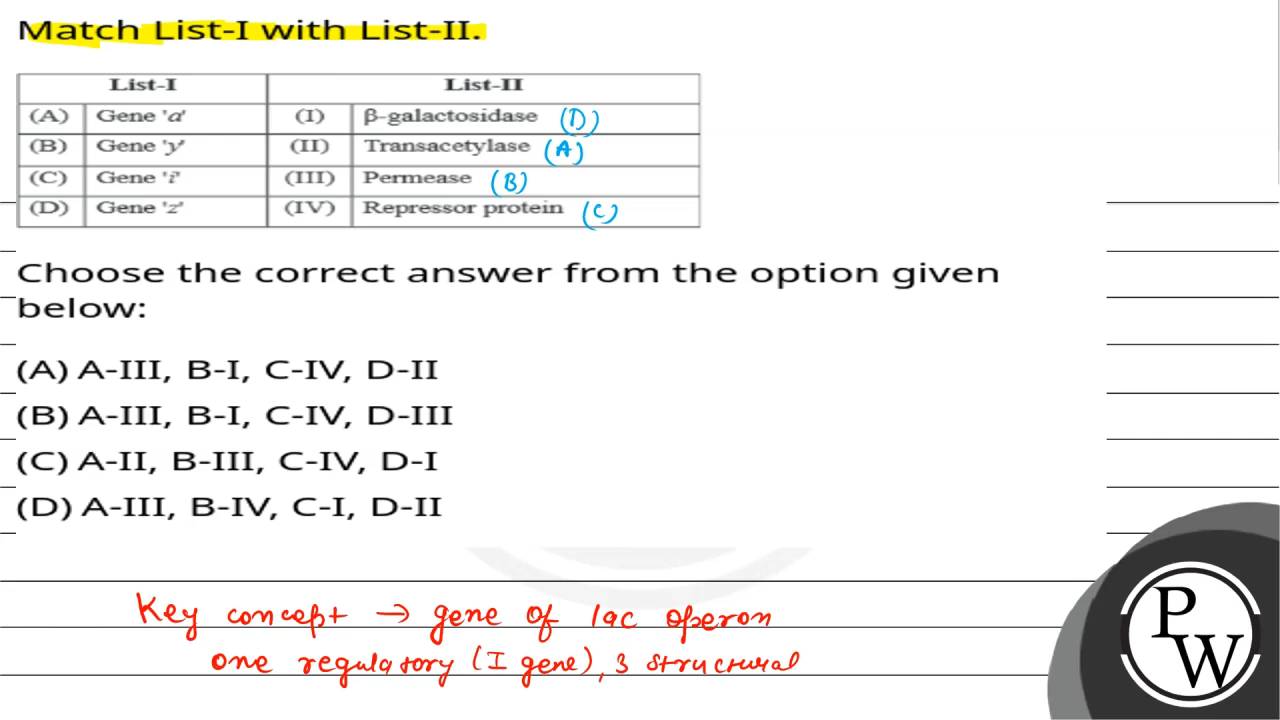 Match List-I with List-II.
List-I List-II
(A) Gene 'a' (I) β-galactosidase (D)
(B) Gene 'y' (II) Transacetylase (A)
(C) Gene 'i' (III) Permease (B)
(D) Gene 'z' (IV) Repressor protein (C)
Choose the correct answer from the option given
below:
(A) A-III, B-I, C-IV, D-II
(B) A-III, B-I, C-IV, D-III
(C) A-II, B-III, C-IV, D-I
(D) A-III, B-IV, C-I, D-II
Key concept → gene of lac operon
one regulatory (I gene), 3 structural
P
W